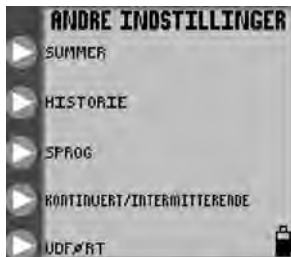 ANDRE INDSTILLINGER
SUMMER
HISTORIE
SPROG
KONTINUERT/INTERMITTERENDE
UDFØRT